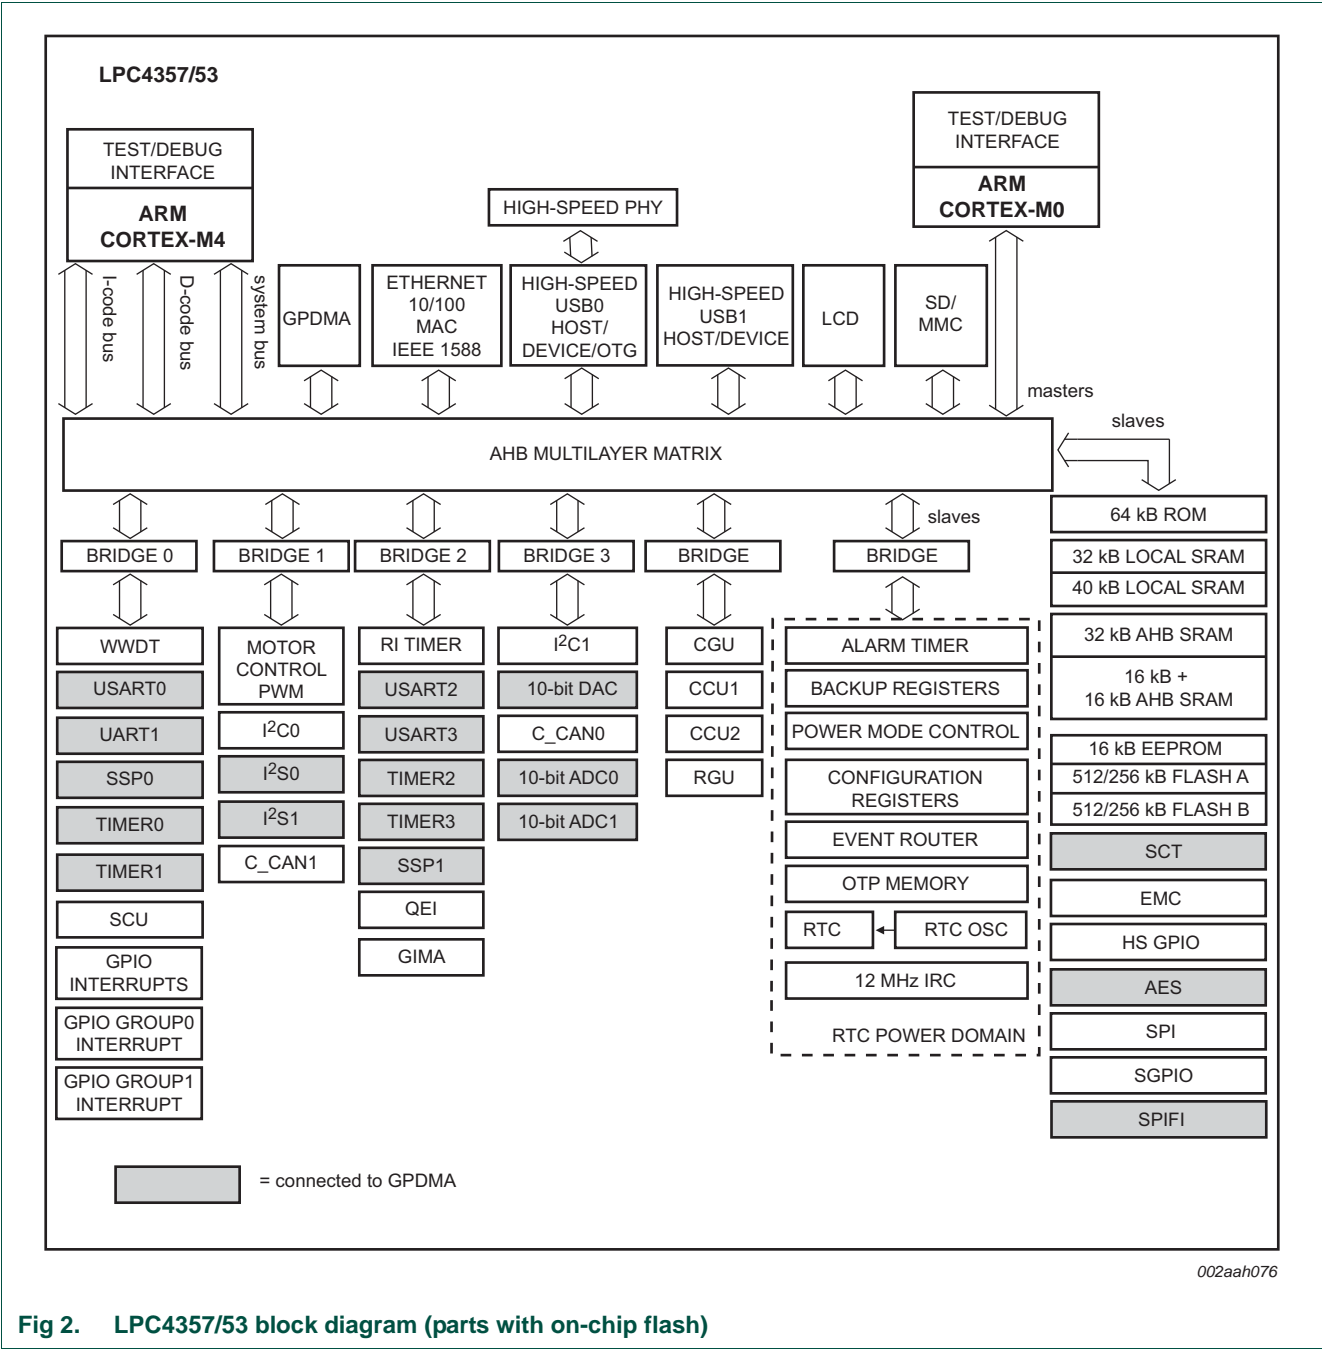 LPC4357/53
TEST/DEBUG
INTERFACE
ARM
CORTEX-M4
TEST/DEBUG
INTERFACE
ARM
CORTEX-M0
HIGH-SPEED PHY
I-code bus
D-code bus
system bus
GPDMA
ETHERNET
10/100
MAC
IEEE 1588
HIGH-SPEED
USB0
HOST/
DEVICE/OTG
HIGH-SPEED
USB1
HOST/DEVICE
LCD
SD/
MMC
masters
slaves
AHB MULTILAYER MATRIX
slaves
BRIDGE 0
BRIDGE 1
BRIDGE 2
BRIDGE 3
BRIDGE
BRIDGE
WWDT
USART0
UART1
SSP0
TIMER0
TIMER1
SCU
GPIO
INTERRUPTS
GPIO GROUP0
INTERRUPT
GPIO GROUP1
INTERRUPT
MOTOR
CONTROL
PWM
I2C0
I2S0
I2S1
C_CAN1
RI TIMER
USART2
USART3
TIMER2
TIMER3
SSP1
QEI
GIMA
I2C1
10-bit DAC
C_CAN0
10-bit ADC0
10-bit ADC1
CGU
CCU1
CCU2
RGU
ALARM TIMER
BACKUP REGISTERS
POWER MODE CONTROL
CONFIGURATION
REGISTERS
EVENT ROUTER
OTP MEMORY
RTC
RTC OSC
12 MHz IRC
RTC POWER DOMAIN
64 kB ROM
32 kB LOCAL SRAM
40 kB LOCAL SRAM
32 kB AHB SRAM
16 kB +
16 kB AHB SRAM
16 kB EEPROM
512/256 kB FLASH A
512/256 kB FLASH B
SCT
EMC
HS GPIO
AES
SPI
SGPIO
SPIFI
= connected to GPDMA
002aah076
Fig 2. LPC4357/53 block diagram (parts with on-chip flash)